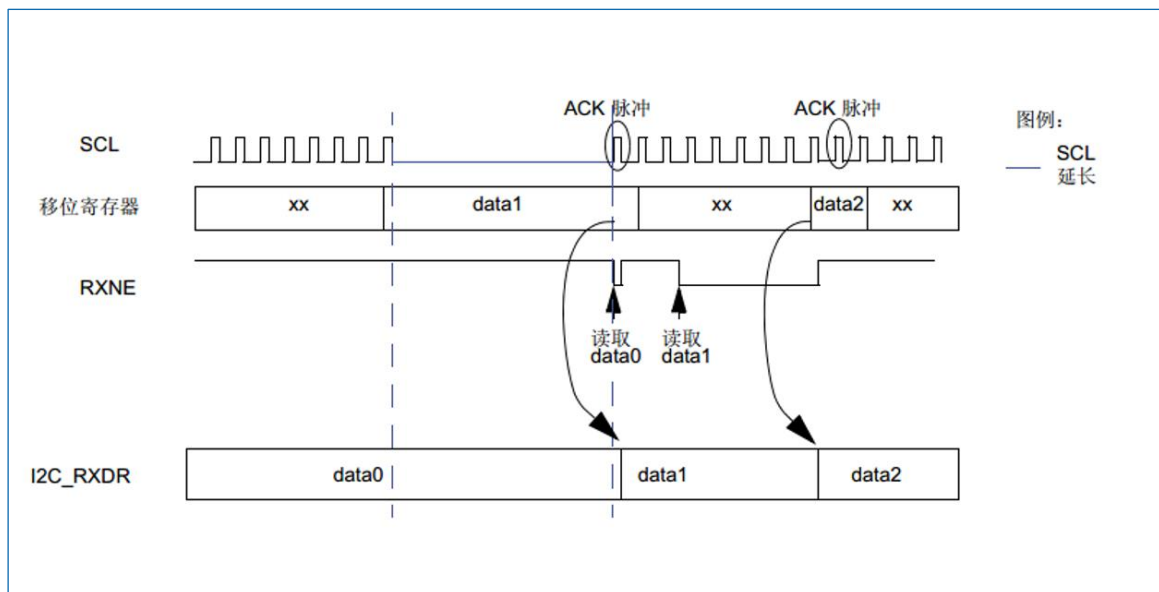 ACK 脉冲
ACK 脉冲
图例:
SCL
SCL
延长
移位寄存器
xx
data1
xx
data2
xx
RXNE
读取
data0
读取
data1
I2C_RXDR
data0
data1
data2